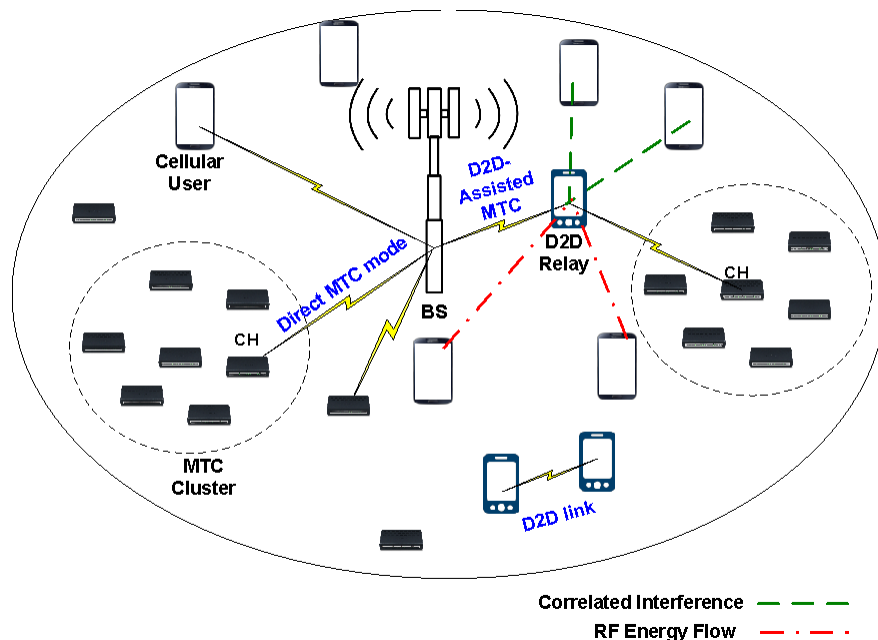 Cellular
User
D2D-
Assisted
MTC
D2D
Relay
CH
Direct MTC mode
BS
CH
MTC
Cluster
D2D link
Correlated Interference
RF Energy Flow